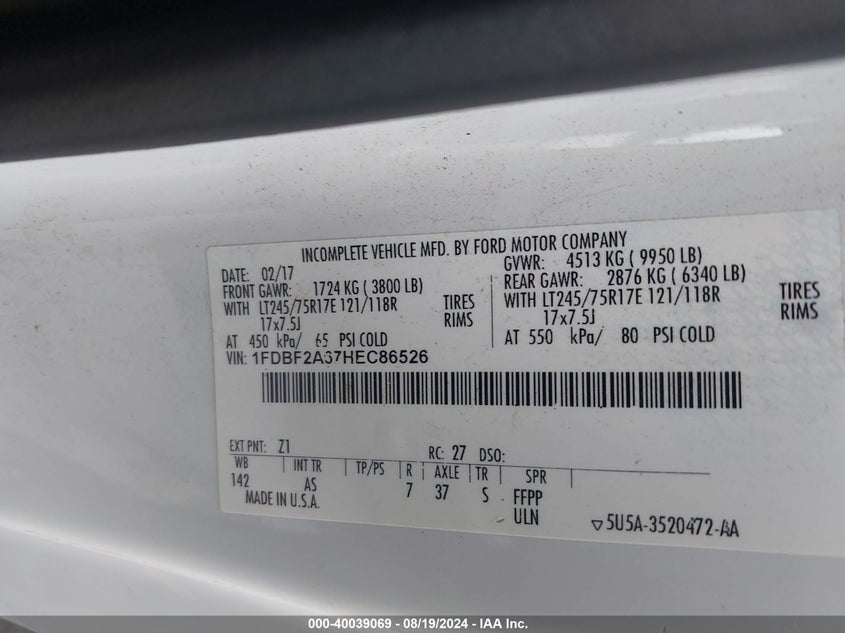 INCOMPLETE VEHICLE MFD. BY FORD MOTOR COMPANY
DATE: 02/17 GVWR: 4513 KG ( 9950 LB)
FRONT GAWR: 1724 KG ( 3800 LB) REAR GAWR: 2876 KG ( 6340 LB)
WITH LT245/75R17E 121/118R TIRES WITH LT245/75R17E 121/118R TIRES
17x7.5J RIMS 17x7.5J RIMS
AT 450 kPa/ 65 PSI COLD AT 550 kPa/ 80 PSI COLD
VIN: 1FDBF2A67HEC86526
EXT PNT: Z1 RC: 27 DSO:
WB INT TR TP/PS R AXLE TR SPR
142 AS 7 37 S FFPP
MADE IN U.S.A. ULN
5U5A-3520472-AA
000-40039069 - 08/19/2024 - IAA Inc.